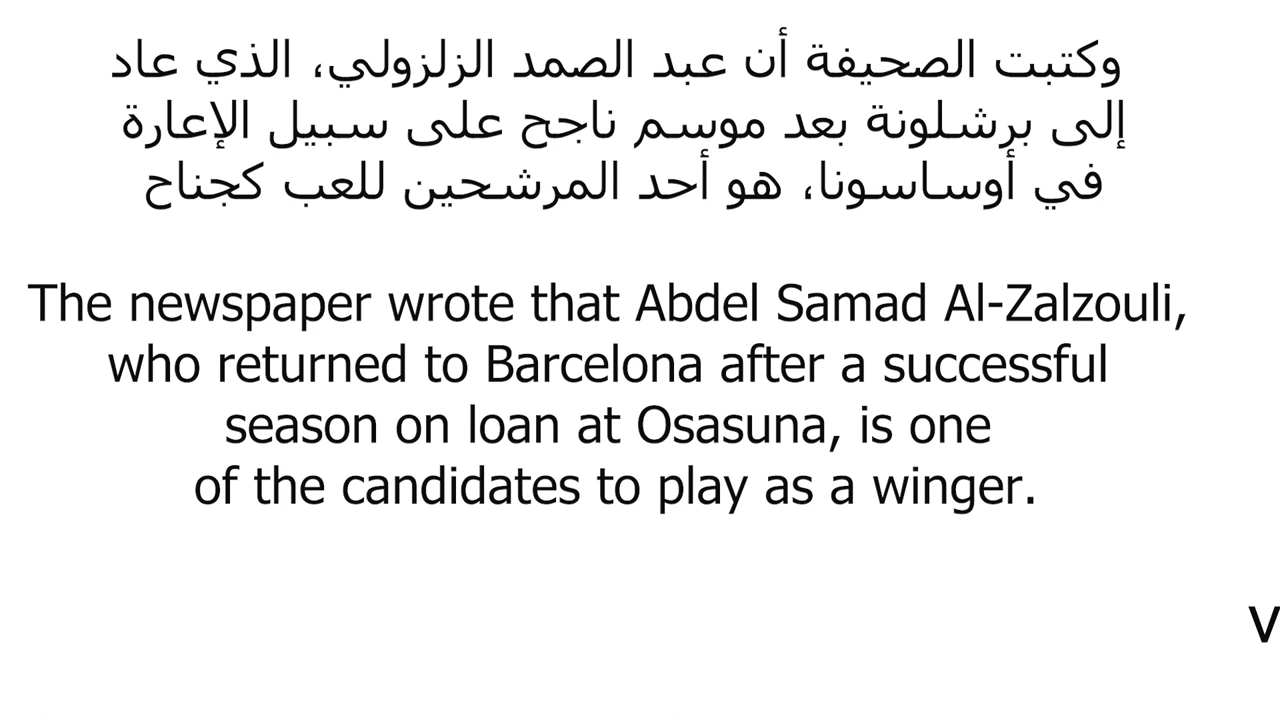 وكتبت الصحيفة أن عبد الصمد الزلزولي، الذي عاد
إلى برشلونة بعد موسم ناجح على سبيل الإعارة
في أوساسونا، هو أحد المرشحين للعب كجناح
The newspaper wrote that Abdel Samad Al-Zalzouli,
who returned to Barcelona after a successful
season on loan at Osasuna, is one
of the candidates to play as a winger.
V